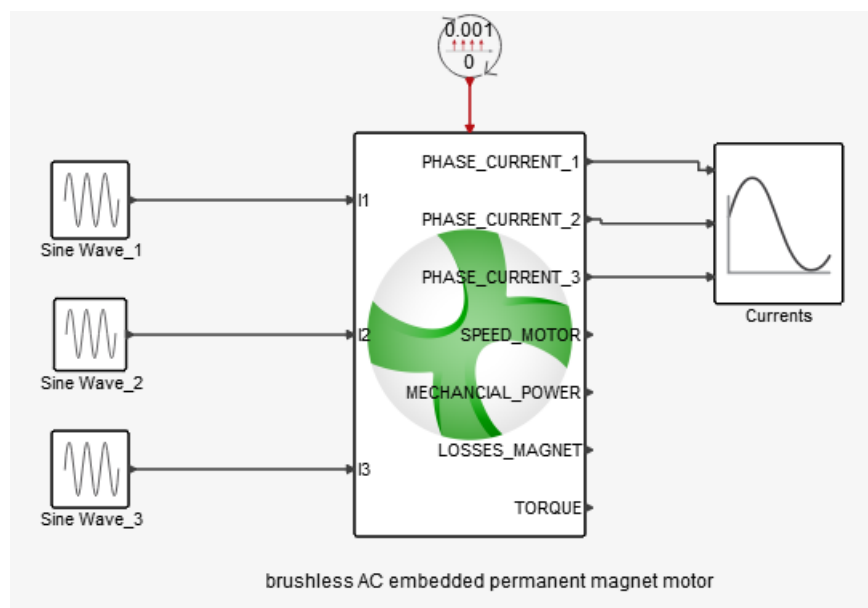 0.001
0
PHASE_CURRENT_1
Sine Wave_1
I1
PHASE_CURRENT_2
PHASE_CURRENT_3
Currents
Sine Wave_2
I2
SPEED_MOTOR
MECHANCIAL_POWER
LOSSES_MAGNET
Sine Wave_3
I3
TORQUE
brushless AC embedded permanent magnet motor